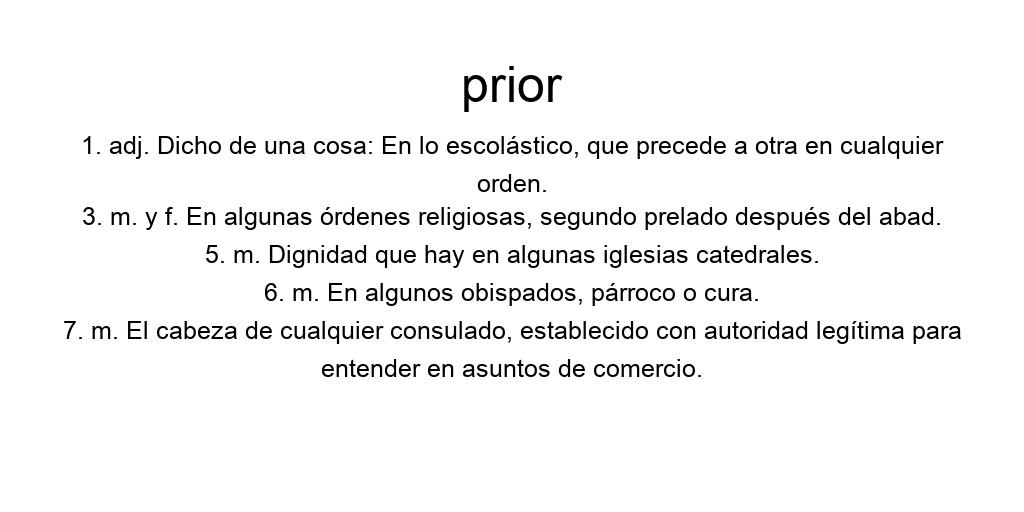 prior
1. adj. Dicho de una cosa: En lo escolástico, que precede a otra en cualquier
orden.
3. m. y f. En algunas órdenes religiosas, segundo prelado después del abad.
5. m. Dignidad que hay en algunas iglesias catedrales.
6. m. En algunos obispados, párroco o cura.
7. m. El cabeza de cualquier consulado, establecido con autoridad legítima para
entender en asuntos de comercio.